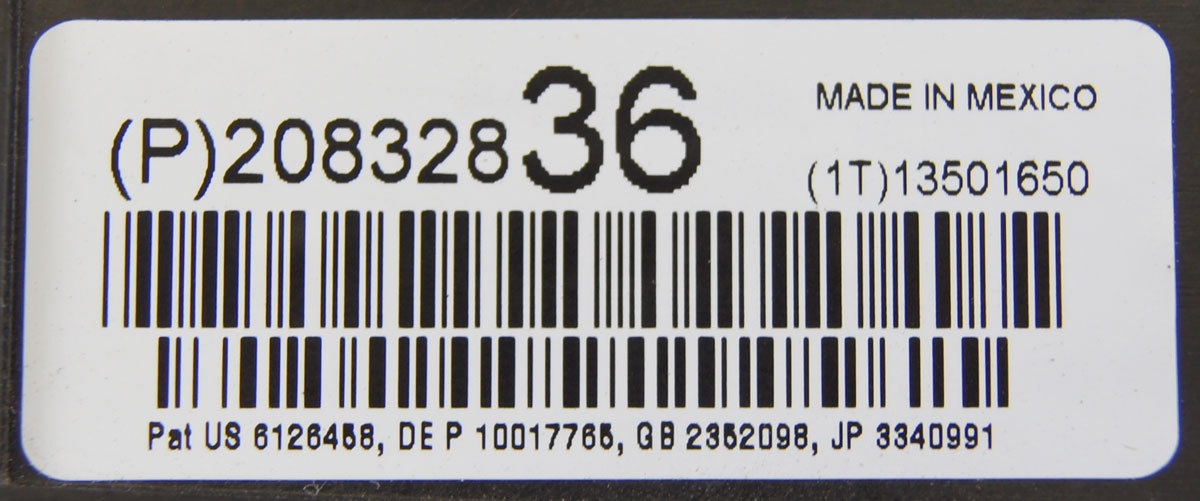 MADE IN MEXICO
(P)20832836
(1T)13501650
Pat US 6126458, DE P 10017765, GB 2352098, JP 3340991